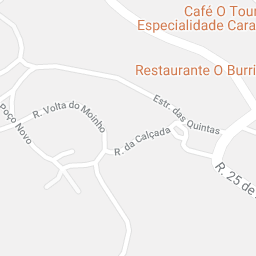 Café O Tour
Especialidade Cara
Restaurante O Burri
Estr. das Quintas
R. Volta do Moinho
Poço Novo
R. da Calçada
R. 25 de